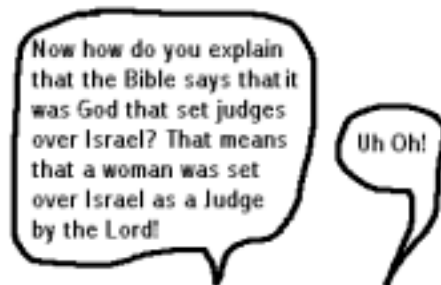 Now how do you explain
that the Bible says that it
was God that set judges
over Israel? That means
that a woman was set
over Israel as a Judge
by the Lord!
Uh Oh!